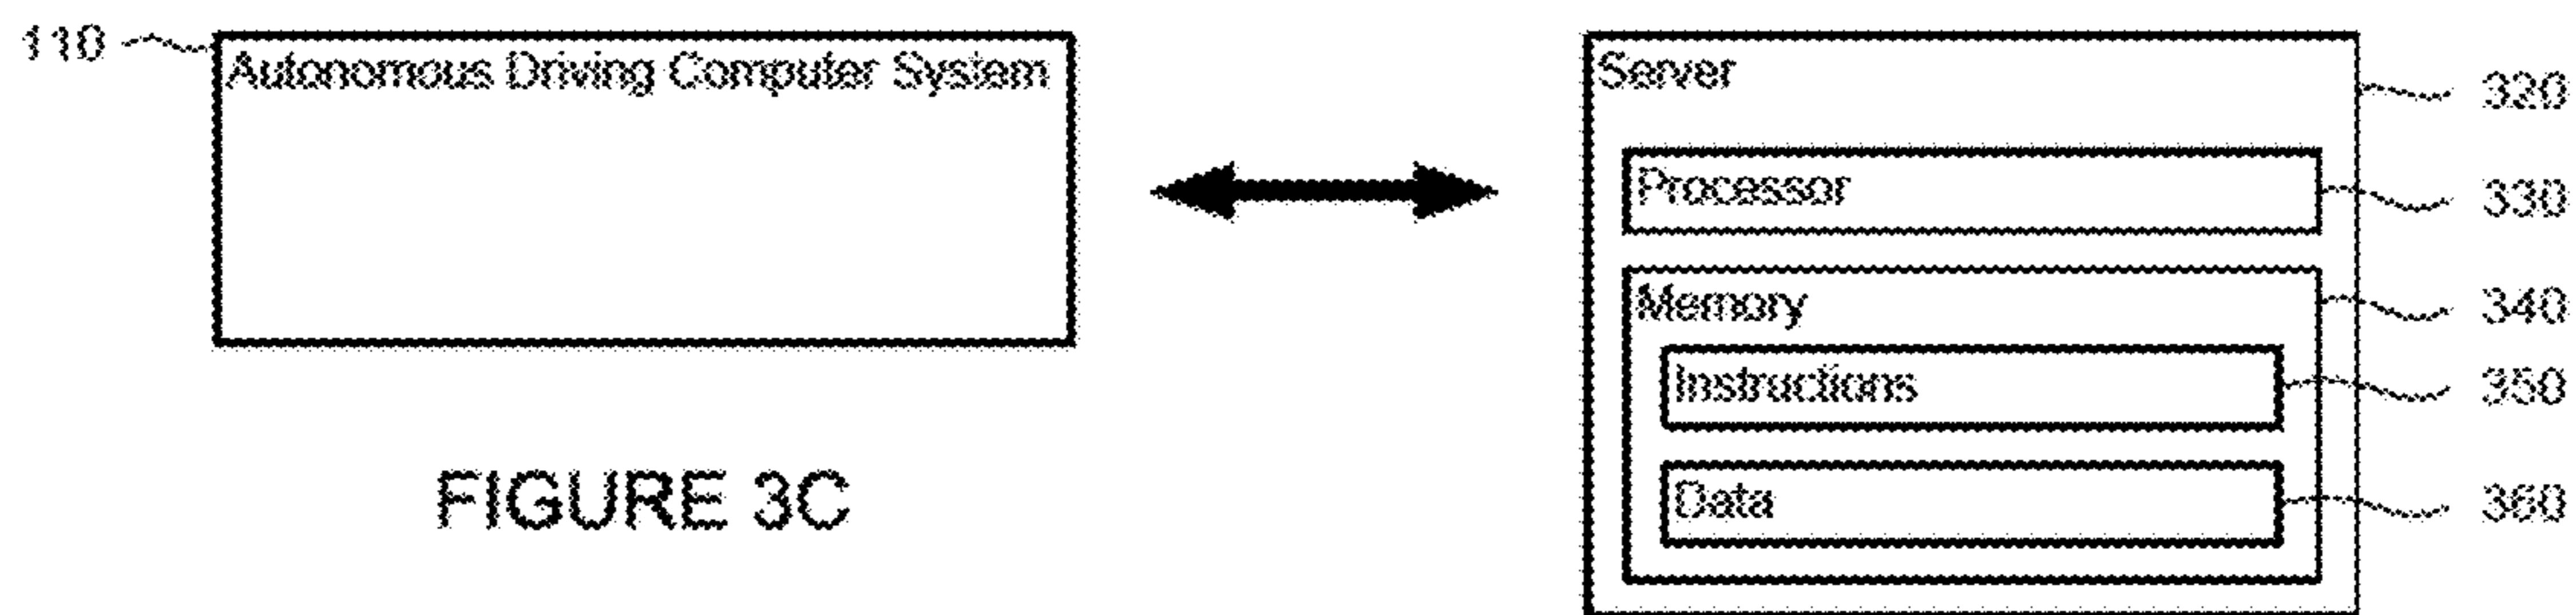 110
Autonomous Driving Computer System
Server
320
Processor
330
Memory
340
Instructions
350
Data
360
FIGURE 3C